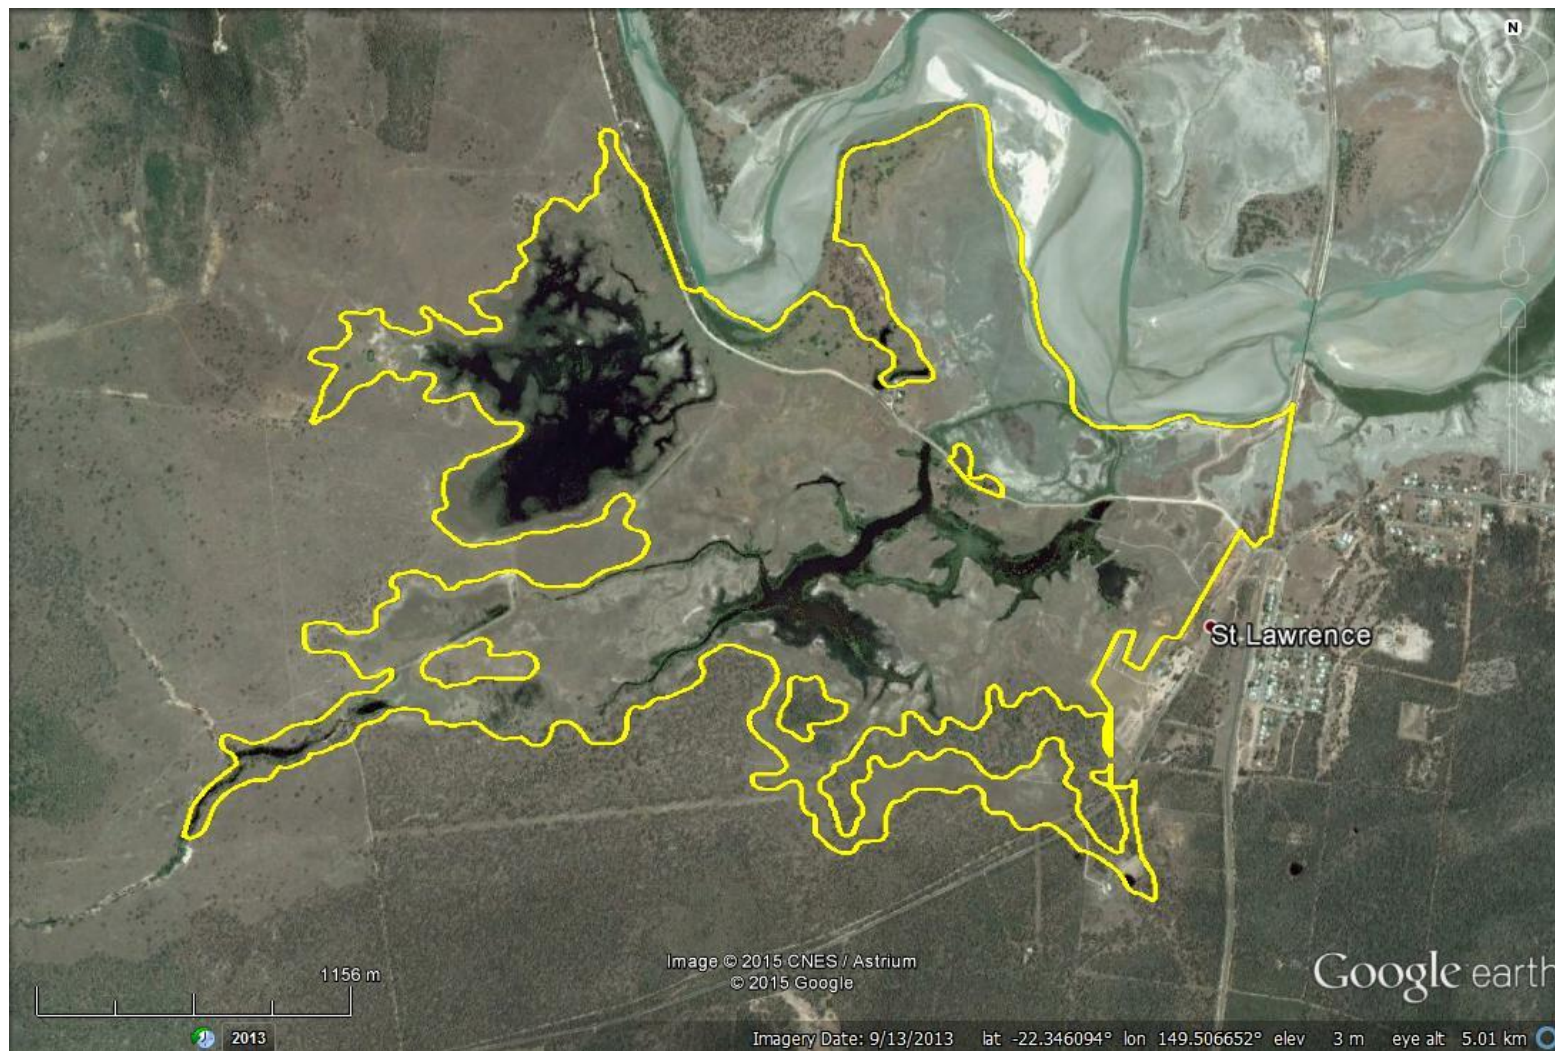 N
St Lawrence
1156 m
Image © 2015 CNES / Astrium
© 2015 Google
Google earth
2013
Imagery Date: 9/13/2013 lat -22.346094° lon 149.506652° elev 3 m eye alt 5.01 km